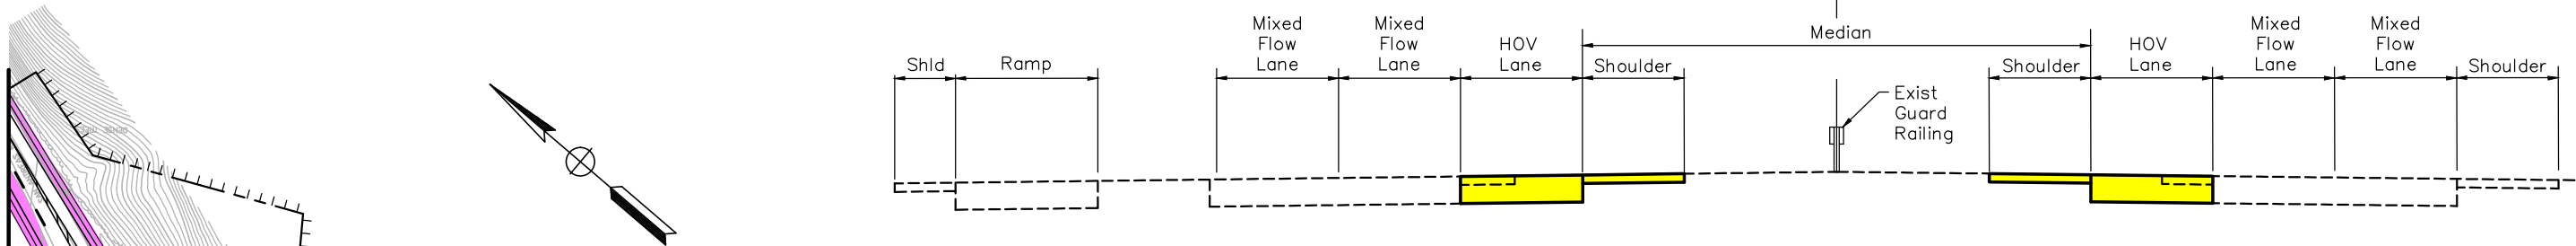 Shld
Ramp
Mixed
Flow
Lane
Mixed
Flow
Lane
HOV
Lane
Shoulder
Median
Exist
Guard
Railing
Shoulder
HOV
Lane
Mixed
Flow
Lane
Mixed
Flow
Lane
Shoulder